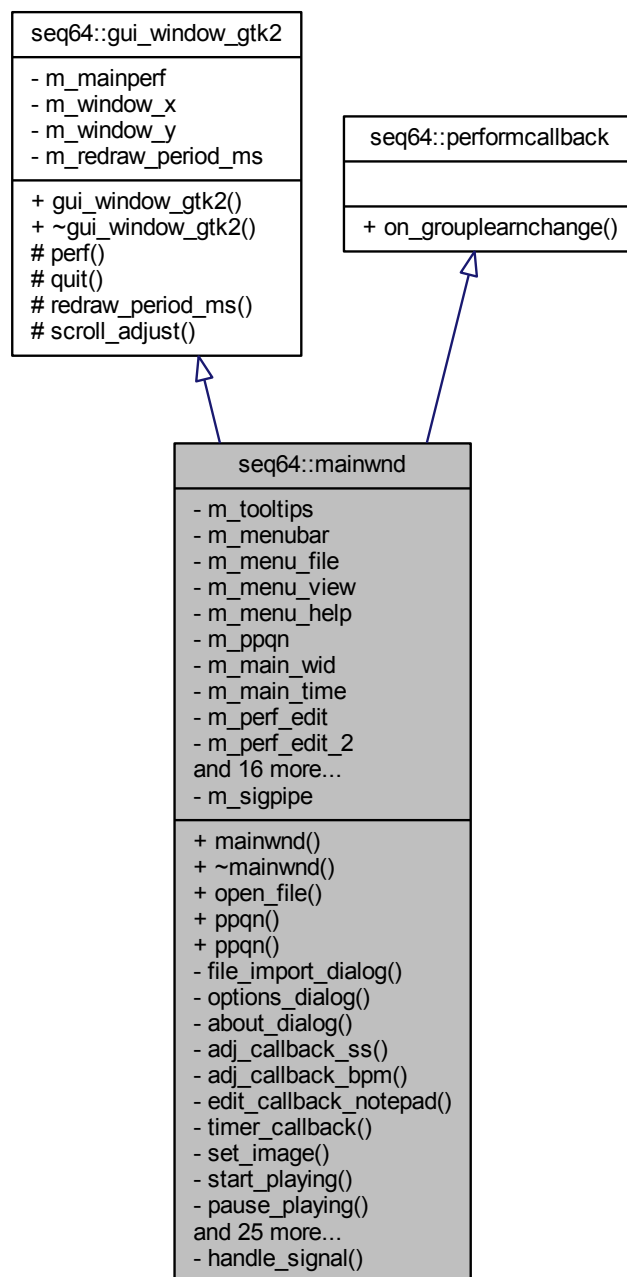 seq64::gui_window_gtk2
- m_mainperf
- m_window_x
- m_window_y
- m_redraw_period_ms
+ gui_window_gtk2()
+ ~gui_window_gtk2()
# perf()
# quit()
# redraw_period_ms()
# scroll_adjust()
seq64::performcallback
+ on_grouplearnchange()
seq64::mainwnd
- m_tooltips
- m_menubar
- m_menu_file
- m_menu_view
- m_menu_help
- m_ppqn
- m_main_wid
- m_main_time
- m_perf_edit
- m_perf_edit_2
and 16 more...
- m_sigpipe
+ mainwnd()
+ ~mainwnd()
+ open_file()
+ ppqn()
+ ppqn()
- file_import_dialog()
- options_dialog()
- about_dialog()
- adj_callback_ss()
- adj_callback_bpm()
- edit_callback_notepad()
- timer_callback()
- set_image()
- start_playing()
- pause_playing()
and 25 more...
- handle_signal()